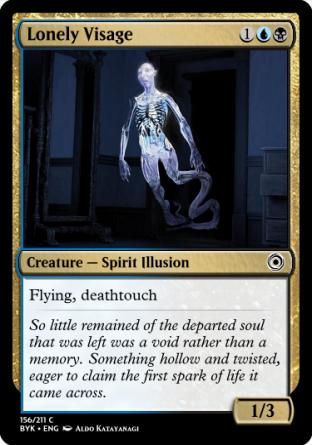 Lonely Visage 1
Creature — Spirit Illusion
Flying, deathtouch
So little remained of the departed soul
that was left was a void rather than a
memory. Something hollow and twisted,
eager to claim the first spark of life it
came across.
1/3
156/211 C
BYK • ENG Aldo Katayanagi